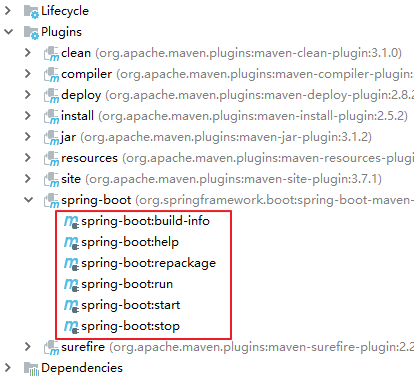 Lifecycle
Plugins
clean (org.apache.maven.plugins:maven-clean-plugin:3.1.0)
compiler (org.apache.maven.plugins:maven-compiler-plugin:
deploy (org.apache.maven.plugins:maven-deploy-plugin:2.8.2
install (org.apache.maven.plugins:maven-install-plugin:2.5.2)
jar (org.apache.maven.plugins:maven-jar-plugin:3.1.2)
resources (org.apache.maven.plugins:maven-resources-plugin
site (org.apache.maven.plugins:maven-site-plugin:3.7.1)
spring-boot (org.springframework.boot:spring-boot-maven-
spring-boot:build-info
spring-boot:help
spring-boot:repackage
spring-boot:run
spring-boot:start
spring-boot:stop
surefire (org.apache.maven.plugins:maven-surefire-plugin:2.2
Dependencies